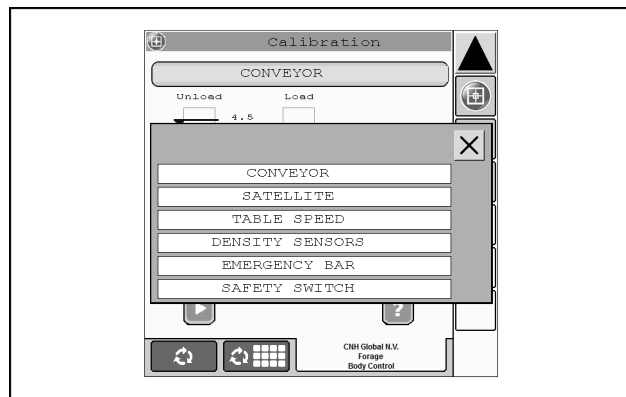 Calibration
CONVEYOR
Unload Load
4.5
CONVEYOR
SATELLITE
TABLE SPEED
DENSITY SENSORS
EMERGENCY BAR
SAFETY SWITCH
?
CNH Global N.V.
Forage
Body Control